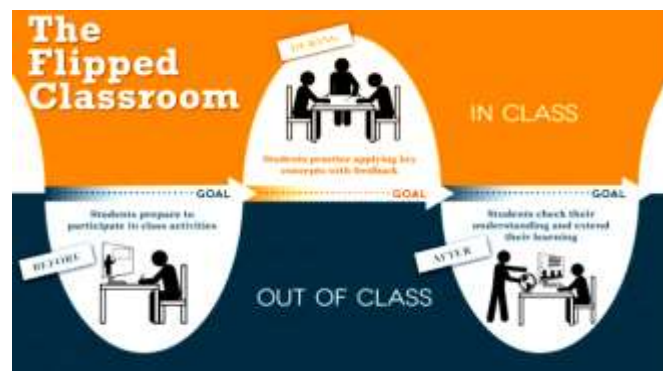 The
Flipped
Classroom
DURING
IN CLASS
Students practice applying key
concepts with feedback
GOAL
GOAL
GOAL
Students prepare to
participate in class activities
BEFORE
OUT OF CLASS
Students check their
understanding and extend
their learning
AFTER